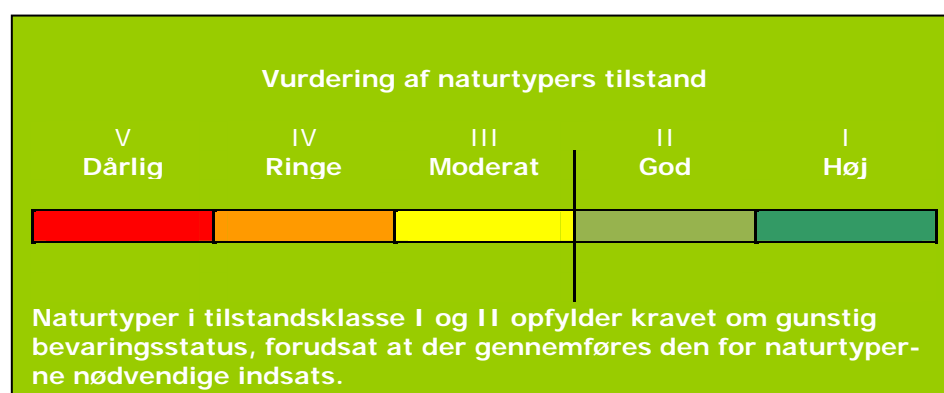 Vurdering af naturtypers tilstand
V IV III II I
Dårlig Ringe Moderat God Høj
Naturtyper i tilstandsklasse I og II opfylder kravet om gunstig
bevaringsstatus, forudsat at der gennemføres den for naturtyper-
ne nødvendige indsats.